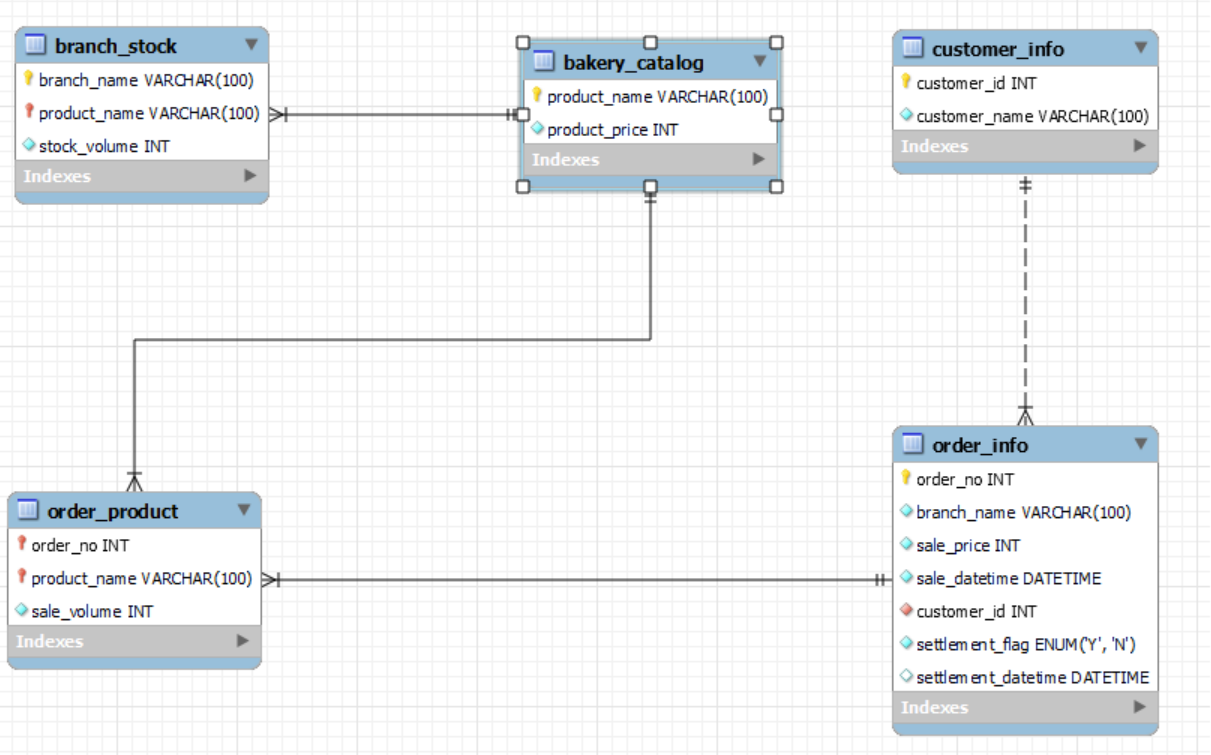 branch_stock
branch_name VARCHAR(100)
product_name VARCHAR(100)
stock_volume INT
Indexes
bakery_catalog
product_name VARCHAR(100)
product_price INT
Indexes
customer_info
customer_id INT
customer_name VARCHAR(100)
Indexes
order_product
order_no INT
product_name VARCHAR(100)
sale_volume INT
Indexes
order_info
order_no INT
branch_name VARCHAR(100)
sale_price INT
sale_datetime DATETIME
customer_id INT
settlement_flag ENUM('Y', 'N')
settlement_datetime DATETIME
Indexes